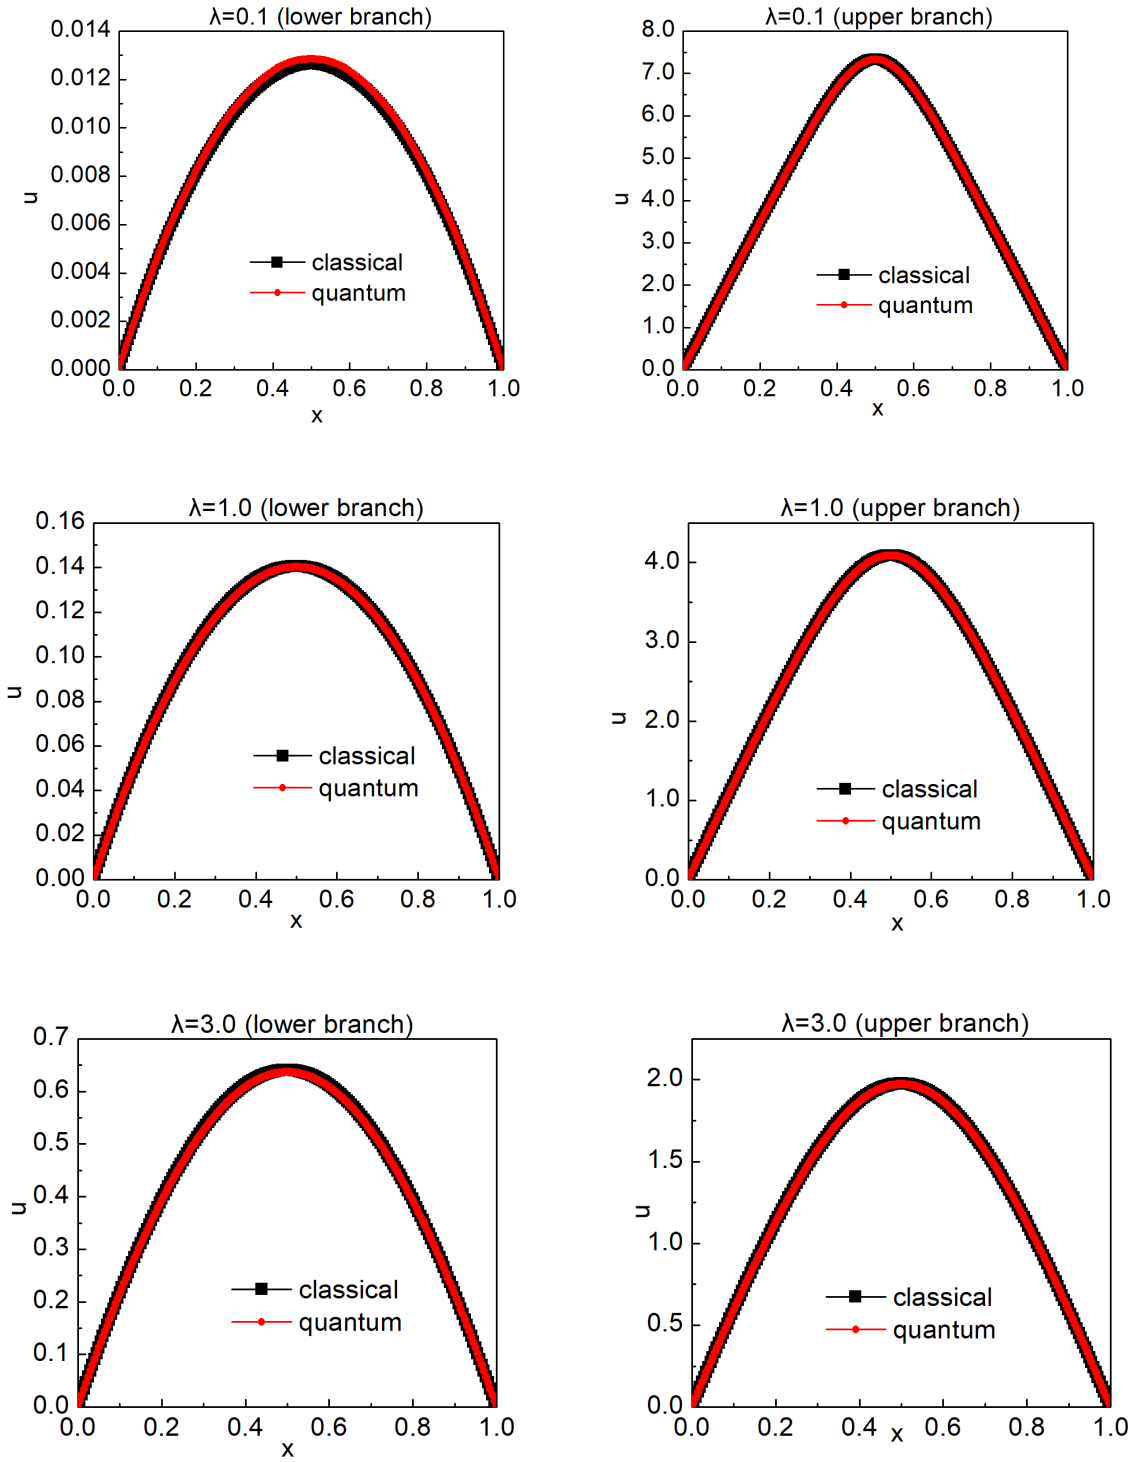 λ=0.1 (lower branch)
0.014
0.012
0.010
0.008
0.006
0.004
0.002
0.000
u
classical
quantum
0.0 0.2 0.4 0.6 0.8 1.0
x
λ=0.1 (upper branch)
8.0
7.0
6.0
5.0
4.0
3.0
2.0
1.0
0.0
u
classical
quantum
0.0 0.2 0.4 0.6 0.8 1.0
x
λ=1.0 (lower branch)
0.16
0.14
0.12
0.10
0.08
0.06
0.04
0.02
0.00
u
classical
quantum
0.0 0.2 0.4 0.6 0.8 1.0
x
λ=1.0 (upper branch)
4.0
3.0
2.0
1.0
0.0
u
classical
quantum
0.0 0.2 0.4 0.6 0.8 1.0
x
λ=3.0 (lower branch)
0.7
0.6
0.5
0.4
0.3
0.2
0.1
0.0
u
classical
quantum
0.0 0.2 0.4 0.6 0.8 1.0
x
λ=3.0 (upper branch)
2.0
1.5
1.0
0.5
0.0
u
classical
quantum
0.0 0.2 0.4 0.6 0.8 1.0
x